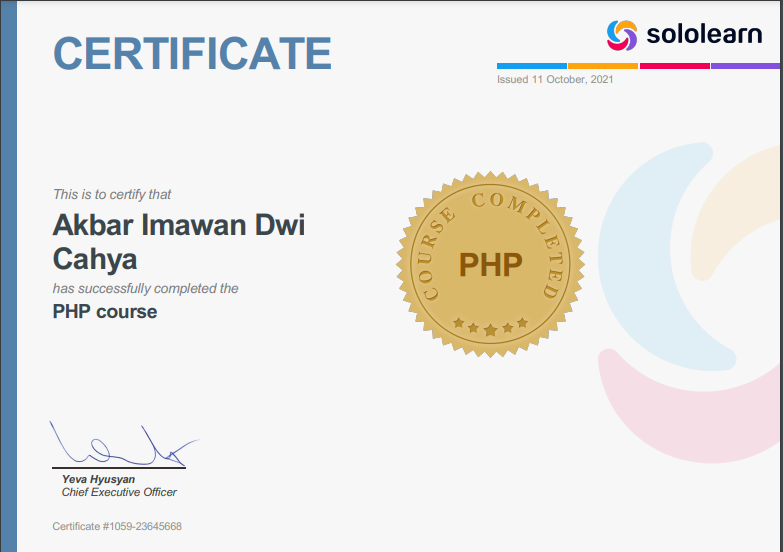 CERTIFICATE
sololearn
Issued 11 October, 2021
This is to certify that
Akbar Imawan Dwi
Cahya
has successfully completed the
PHP course
COURSE COMPLETED
PHP
Yeva Hyusyan
Chief Executive Officer
Certificate #1059-23645668